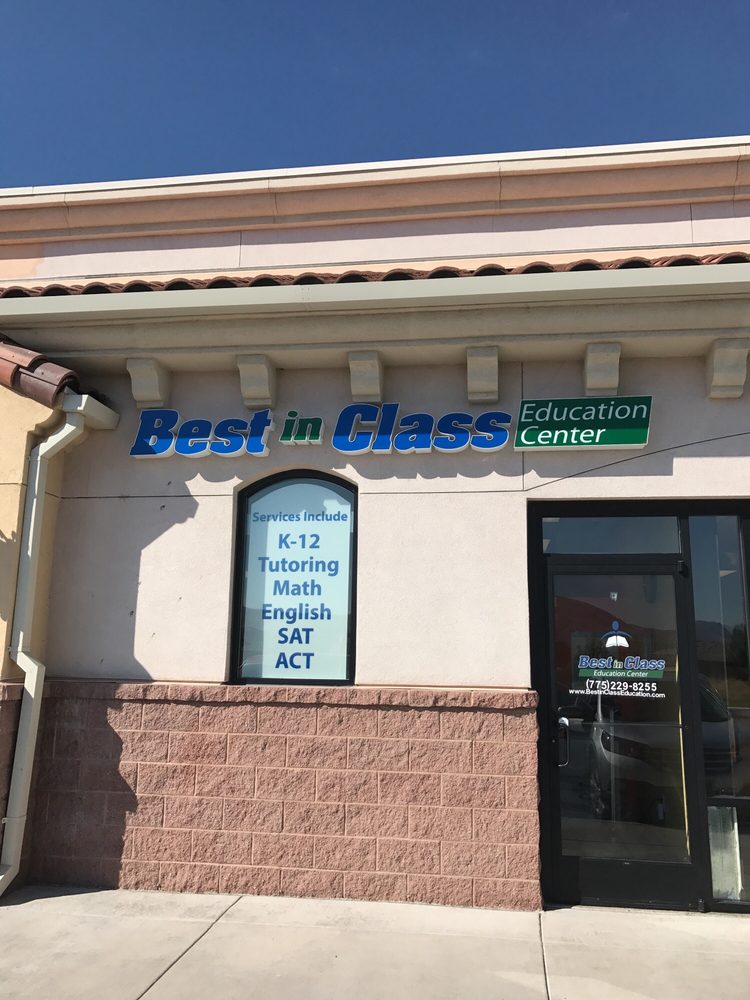 Best in Class Education
Center
Services Include
K-12
Tutoring
Math
English
SAT
ACT
Best in Class
Education Center
(775)229-8255
www.BestinClassEducation.com